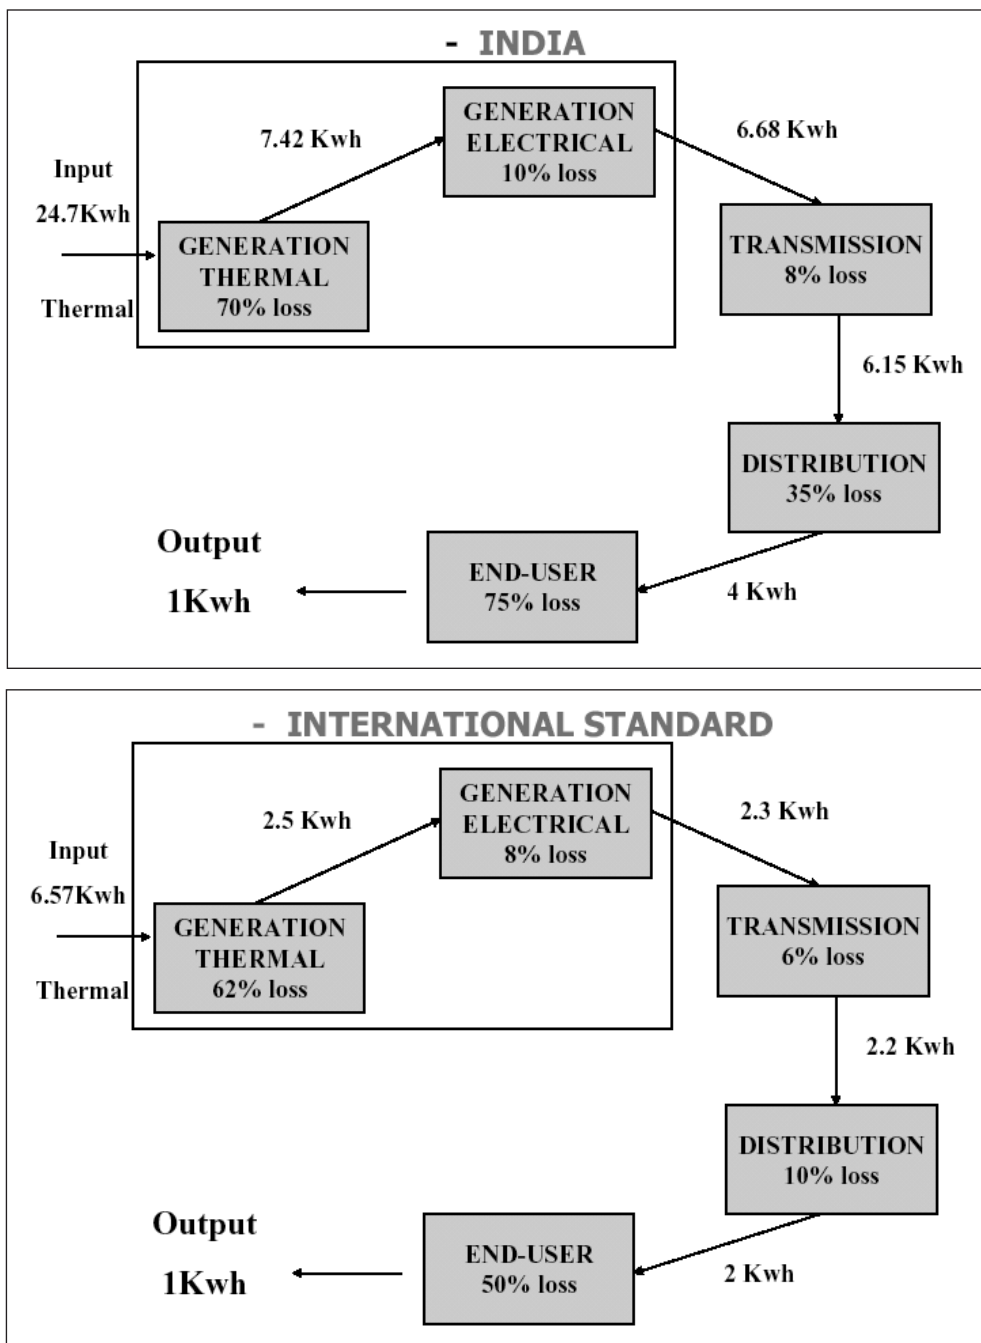 - INDIA
GENERATION
ELECTRICAL
10% loss
7.42 Kwh
6.68 Kwh
Input
24.7Kwh
Thermal
GENERATION
THERMAL
70% loss
TRANSMISSION
8% loss
6.15 Kwh
DISTRIBUTION
35% loss
4 Kwh
END-USER
75% loss
Output
1Kwh
- INTERNATIONAL STANDARD
GENERATION
ELECTRICAL
8% loss
2.5 Kwh
2.3 Kwh
Input
6.57Kwh
Thermal
GENERATION
THERMAL
62% loss
TRANSMISSION
6% loss
2.2 Kwh
DISTRIBUTION
10% loss
2 Kwh
END-USER
50% loss
Output
1Kwh